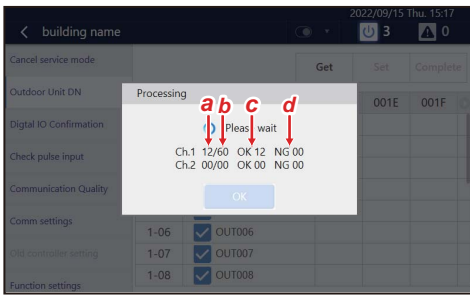 2022/09/15 Thu. 15:17
building name
3
0
Cancel service mode
Get
Set
Complete
Outdoor Unit DN
001E
001F
Processing
a b c d
Please wait
Digtal IO Confirmation
Ch.1 12/60 OK 12 NG 00
Ch.2 00/00 OK 00 NG 00
Check pulse input
OK
Communication Quality
Comm settings
1-06 OUT006
Old controller setting
1-07 OUT007
1-08 OUT008
Function settings